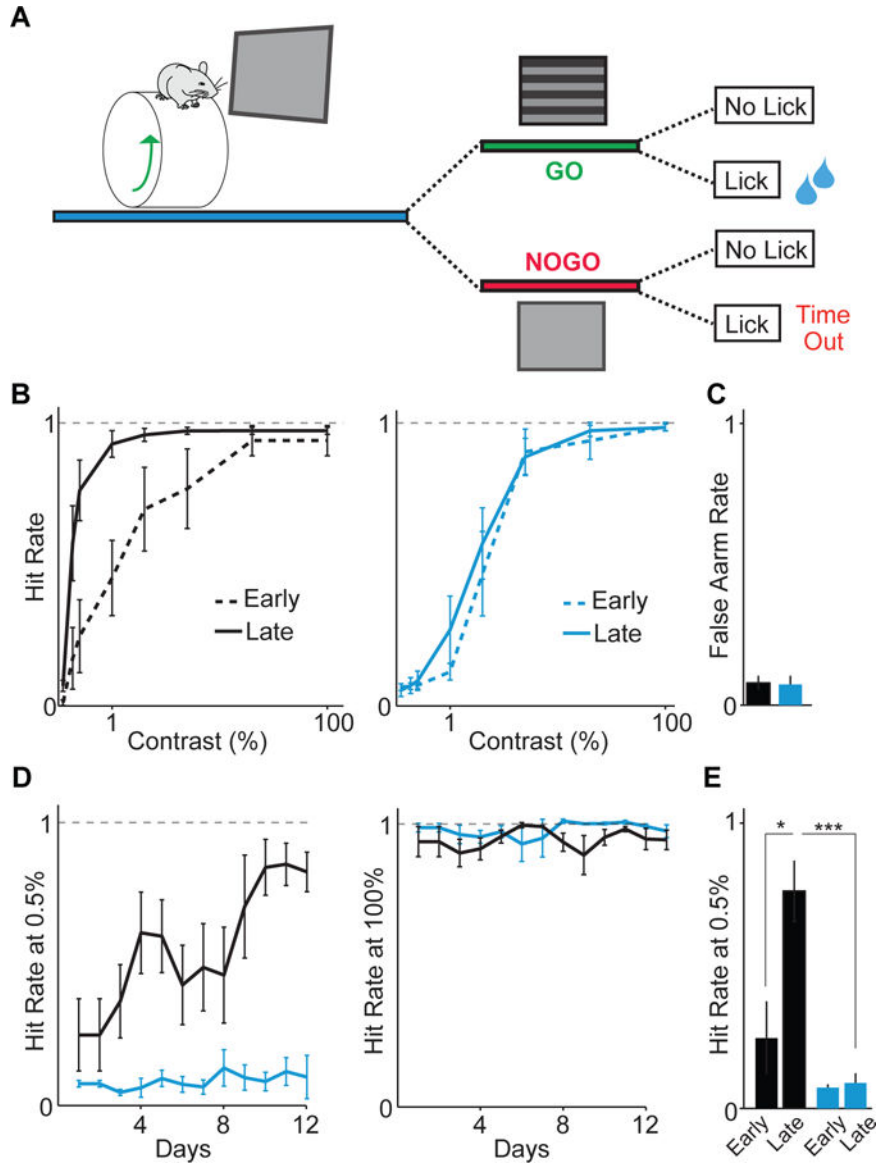 A
No Lick
GO
Lick
No Lick
NOGO
Lick
Time
Out
B
1
Hit Rate
Early
Late
0
1
100
Contrast (%)
1
Early
Late
0
1
100
Contrast (%)
C
1
False Aarm Rate
0
D
1
Hit Rate at 0.5%
0
4
8
12
Days
1
Hit Rate at 100%
0
4
8
12
Days
E
1
*
***
Hit Rate at 0.5%
0
Early
Late
Early
Late